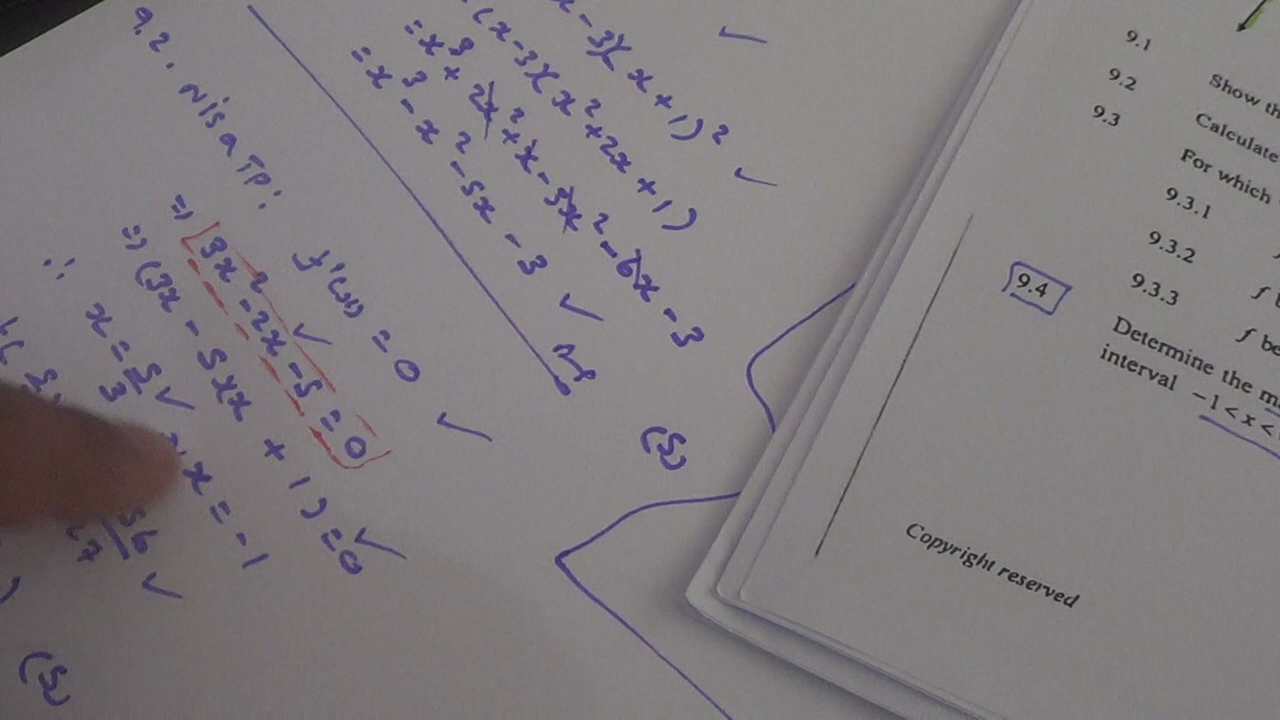 x - 3)(x + 1)²
(x - 3)(x² + 2x + 1)
= x³ + 2x² + x - 3x² - 6x - 3
= x³ - x² - 5x - 3
(5)
9.2. N is a TP:
f'(x) = 0
=> 3x² - 2x - 5 = 0
=> (3x - 5)(x + 1) = 0
∴ x = 5/3
x = -1
(5)
9.1
Show th
9.2
Calculate
9.3
For which
9.3.1
9.3.2
f
9.3.3
f be
9.4
Determine the m
interval -1 < x <
Copyright reserved